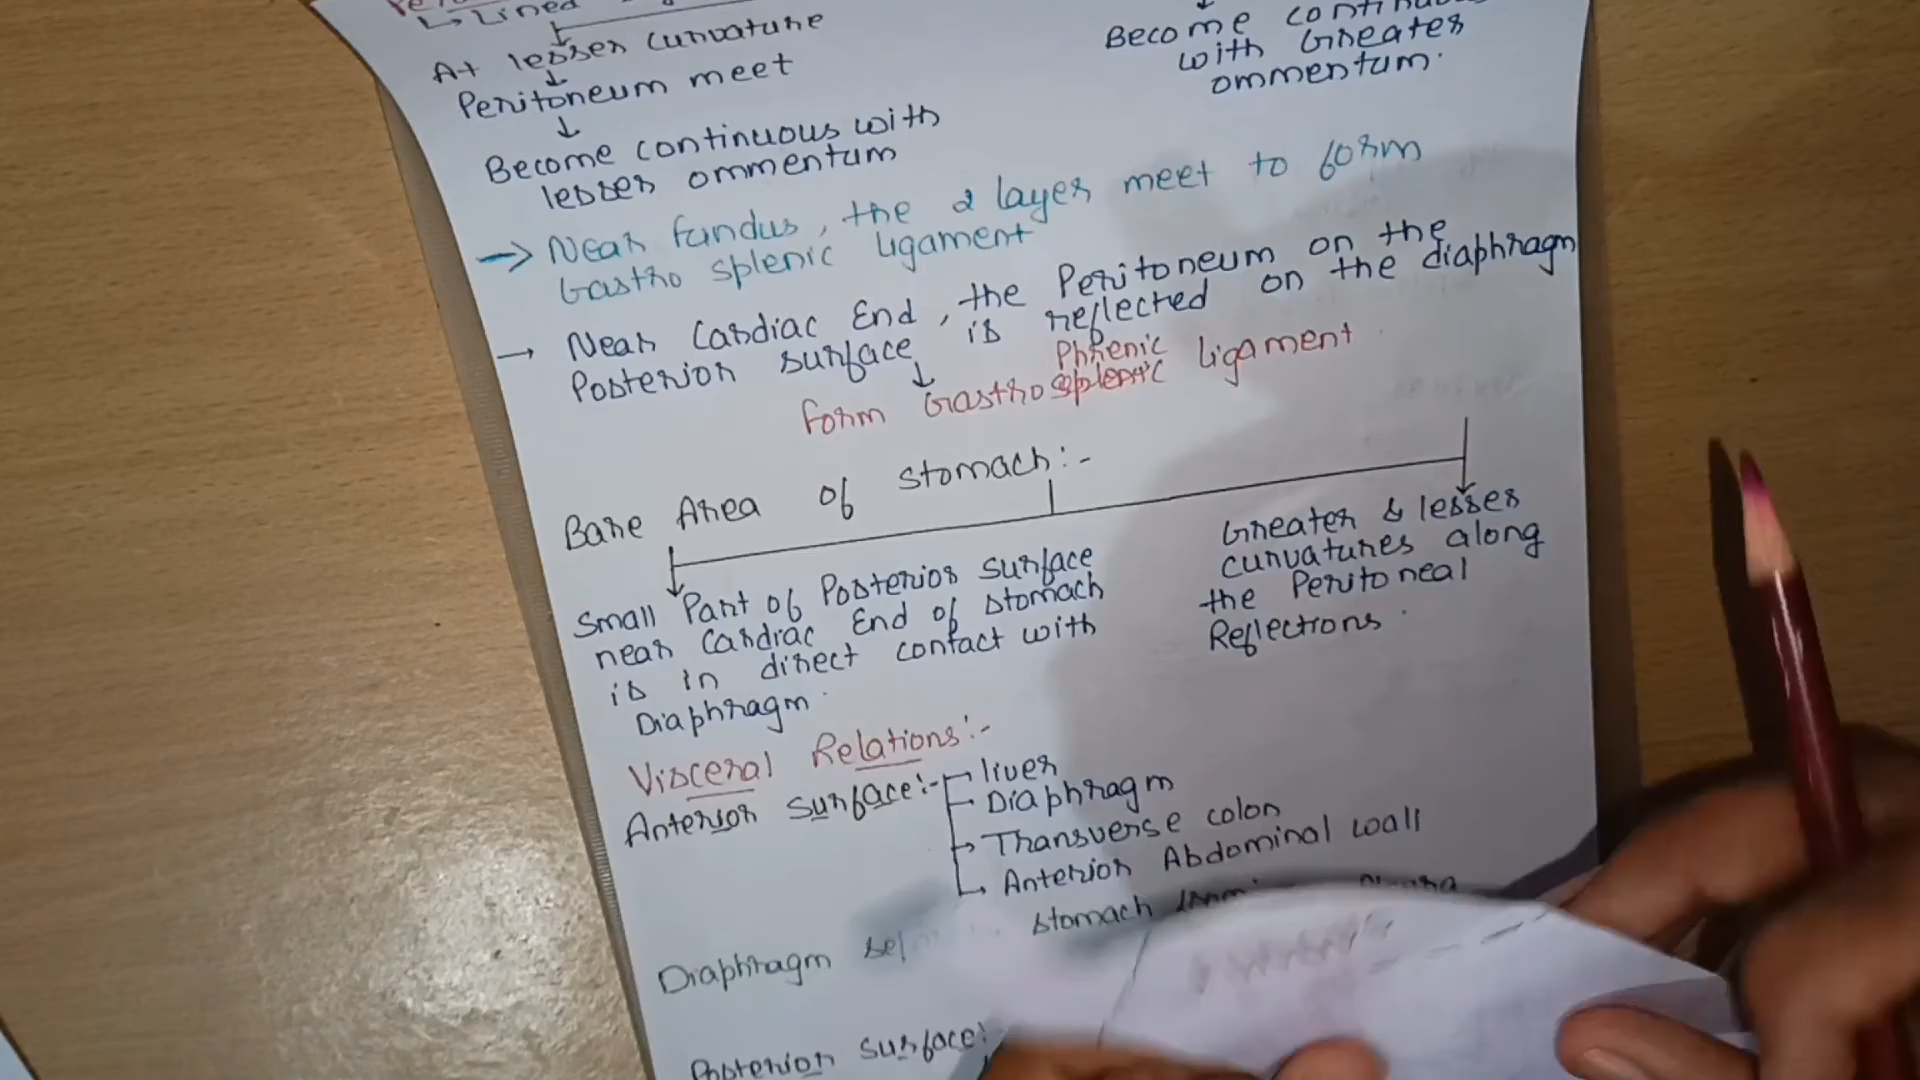 Lined
At lesser curvature
↓
Peritoneum meet
↓
Become continuous with
lesser ommentum
Become
with Greater
ommentum.
→ Near fundus, the 2 layer meet to form
Gastro splenic ligament
→ Near Cardiac End, the Peritoneum on the
Posterior surface is reflected on the diaphragm
↓
Form Gastro Phrenic ligament
Bare Area of stomach:-
Small Part of Posterior surface
near Cardiac End of stomach
is in direct contact with
Diaphragm.
Greater & lesser
curvatures along
the Peritoneal
Reflections.
Visceral Relations:-
Anterior surface:-
liver
Diaphragm
Transverse colon
Anterior Abdominal wall
Diaphragm stomach
Posterior surface: